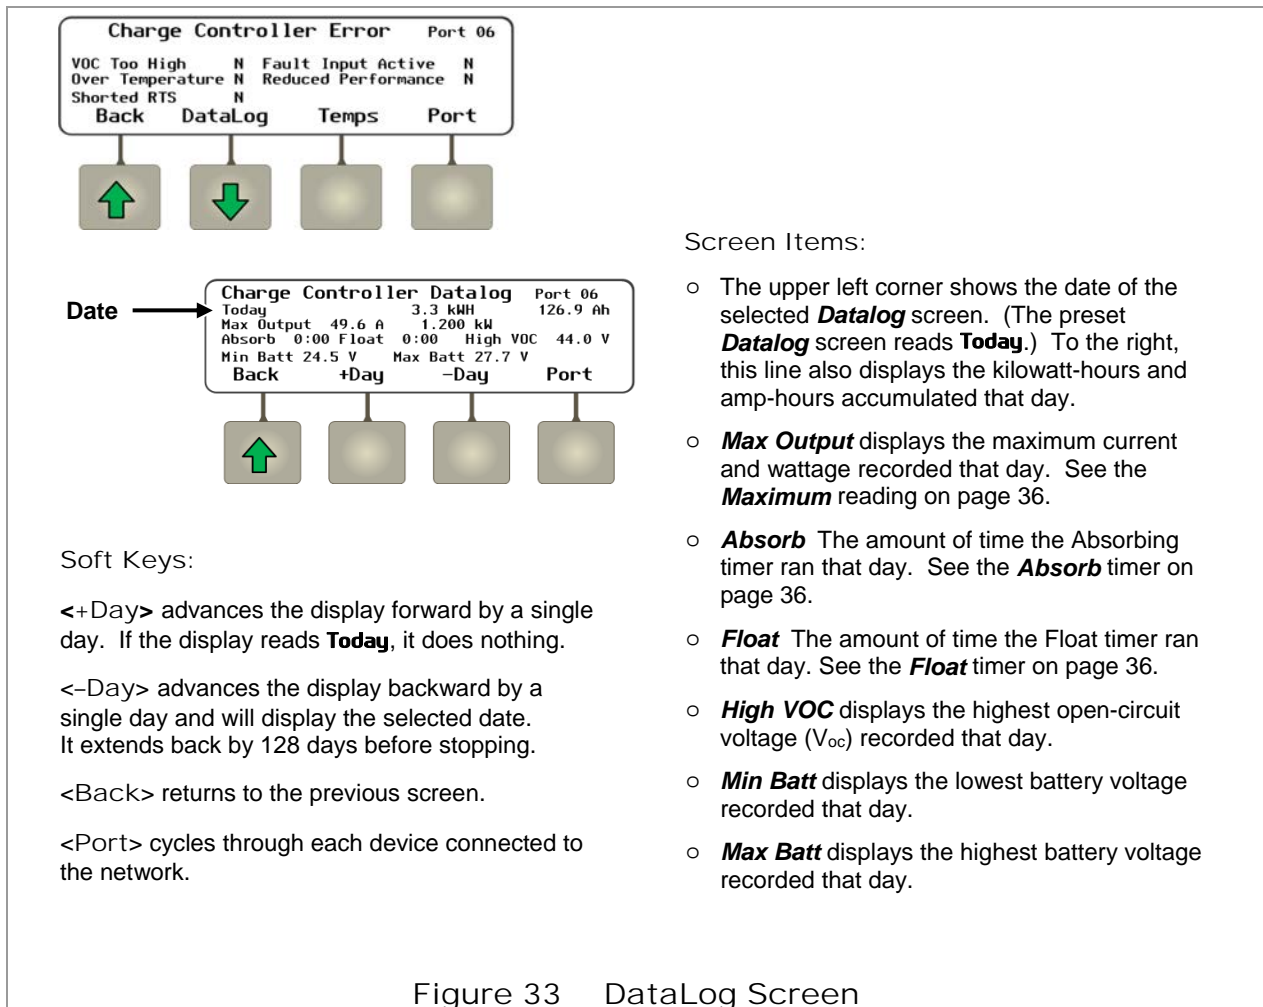 Charge Controller Error Port 06
VOC Too High N Fault Input Active N
Over Temperature N Reduced Performance N
Shorted RTS N
Back DataLog Temps Port
Date
Charge Controller Datalog Port 06
Today 3.3 kWH 126.9 Ah
Max Output 49.6 A 1.200 kW
Absorb 0:00 Float 0:00 High VOC 44.0 V
Min Batt 24.5 V Max Batt 27.7 V
Back +Day –Day Port
Soft Keys:
<+Day> advances the display forward by a single
day. If the display reads Today, it does nothing.
<–Day> advances the display backward by a
single day and will display the selected date.
It extends back by 128 days before stopping.
<Back> returns to the previous screen.
<Port> cycles through each device connected to
the network.
Screen Items:
○ The upper left corner shows the date of the
selected Datalog screen. (The preset
Datalog screen reads Today.) To the right,
this line also displays the kilowatt-hours and
amp-hours accumulated that day.
○ Max Output displays the maximum current
and wattage recorded that day. See the
Maximum reading on page 36.
○ Absorb The amount of time the Absorbing
timer ran that day. See the Absorb timer on
page 36.
○ Float The amount of time the Float timer ran
that day. See the Float timer on page 36.
○ High VOC displays the highest open-circuit
voltage (Voc) recorded that day.
○ Min Batt displays the lowest battery voltage
recorded that day.
○ Max Batt displays the highest battery voltage
recorded that day.
Figure 33 DataLog Screen